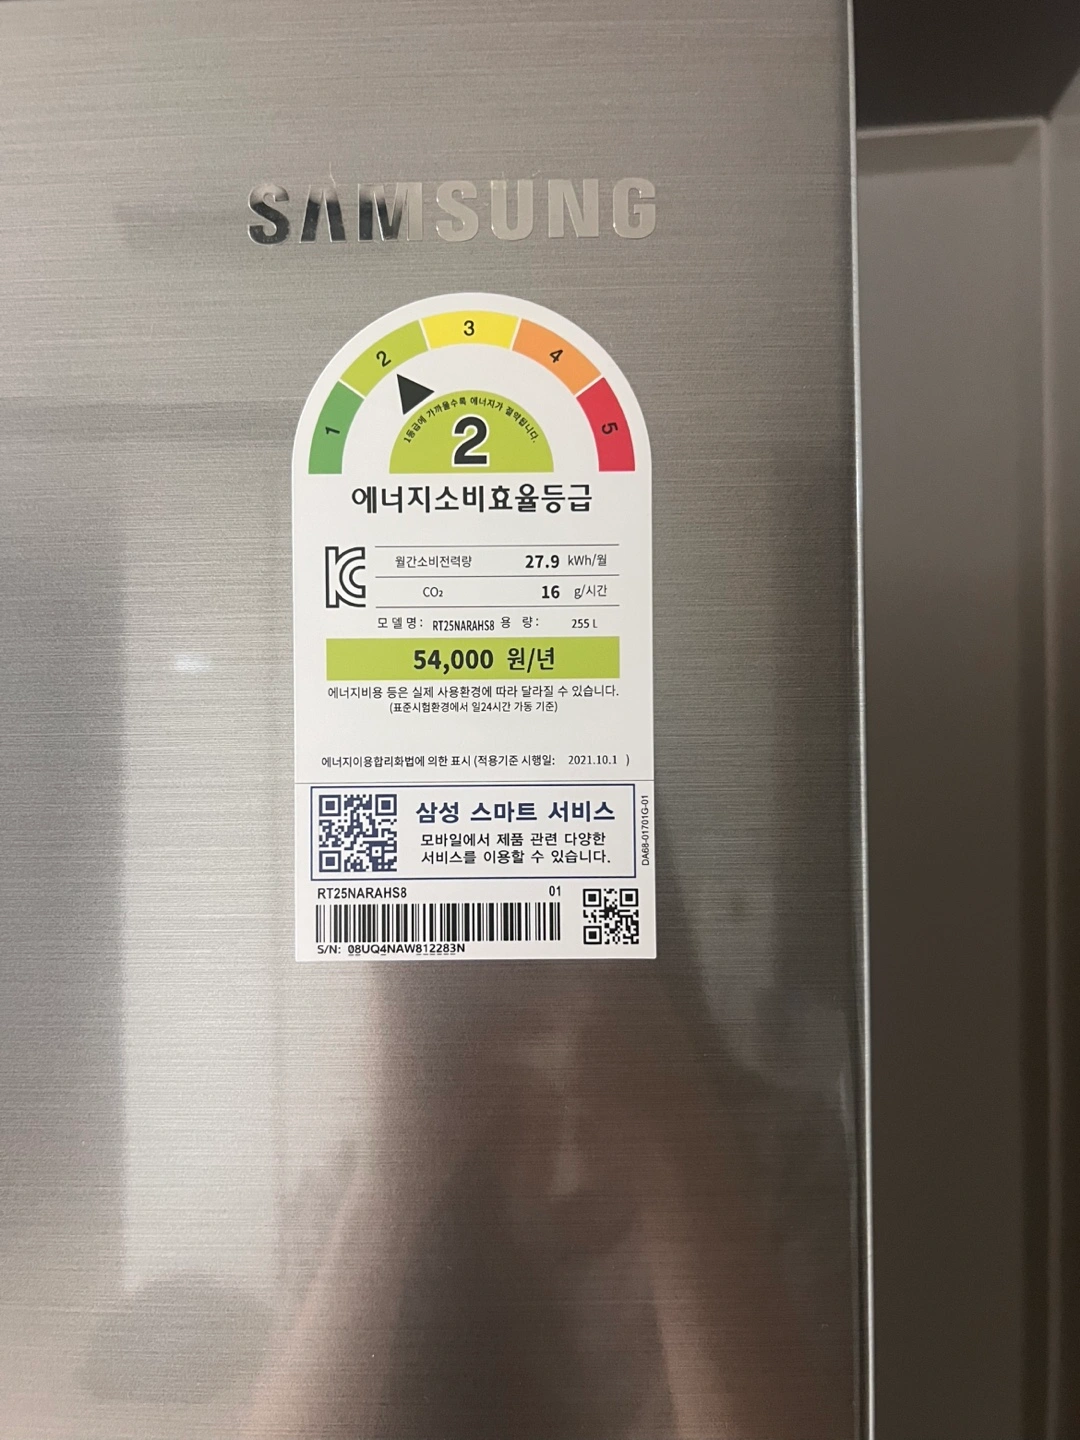 SAMSUNG
1 2 3 4 5
1등급에 가까울수록 에너지가 절약됩니다.
2
에너지소비효율등급
월간소비전력량 27.9 kWh/월
CO₂ 16 g/시간
모델명: RT25NARAHS8 용 량: 255 L
54,000 원/년
에너지비용 등은 실제 사용환경에 따라 달라질 수 있습니다.
(표준시험환경에서 일24시간 가동 기준)
에너지이용합리화법에 의한 표시 (적용기준 시행일: 2021.10.1 )
삼성 스마트 서비스
모바일에서 제품 관련 다양한
서비스를 이용할 수 있습니다.
DA68-01701G-01
RT25NARAHS8 01
S/N: 08UQ4NAW812283N